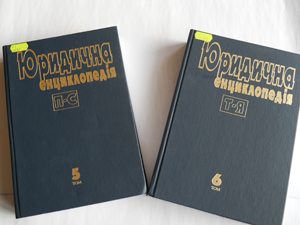 Юридична
енциклопедія
П-С
5
ТОМ
Юридична
енциклопедія
Т-Я
6
ТОМ